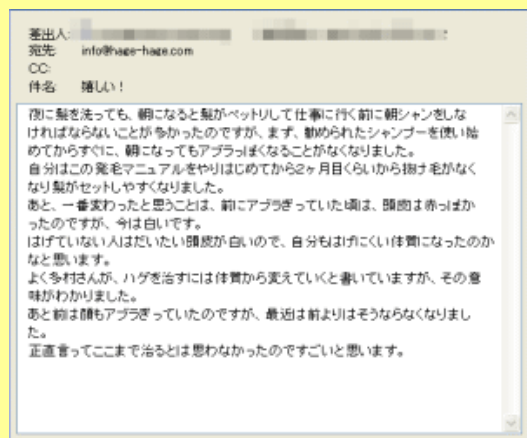 差出人:
宛先: info@hage-hage.com
CC:
件名: 嬉しい！
夜に髪を洗っても、朝になると髪がベットリして仕事に行く前に朝シャンをしな
ければならないことが多かったのですが、まず、勧められたシャンプーを使い始
めてからすぐに、朝になってもアブラっぽくなることがなくなりました。
自分はこの発毛マニュアルをやりはじめてから2ヶ月目くらいから抜け毛がなく
なり髪がセットしやすくなりました。
あと、一番変わったと思うことは、前にアブラぎっていた頃は、頭皮は赤っぽか
ったのですが、今は白いです。
はげていない人はだいたい頭皮が白いので、自分もはげにくい体質になったのか
なと思います。
よく多村さんが、ハゲを治すには体質から変えていくと書いていますが、その意
味がわかりました。
あと前は顔もアブラぎっていたのですが、最近は前よりはそうならなくなりまし
た。
正直言ってここまで治るとは思わなかったのですごいと思います。